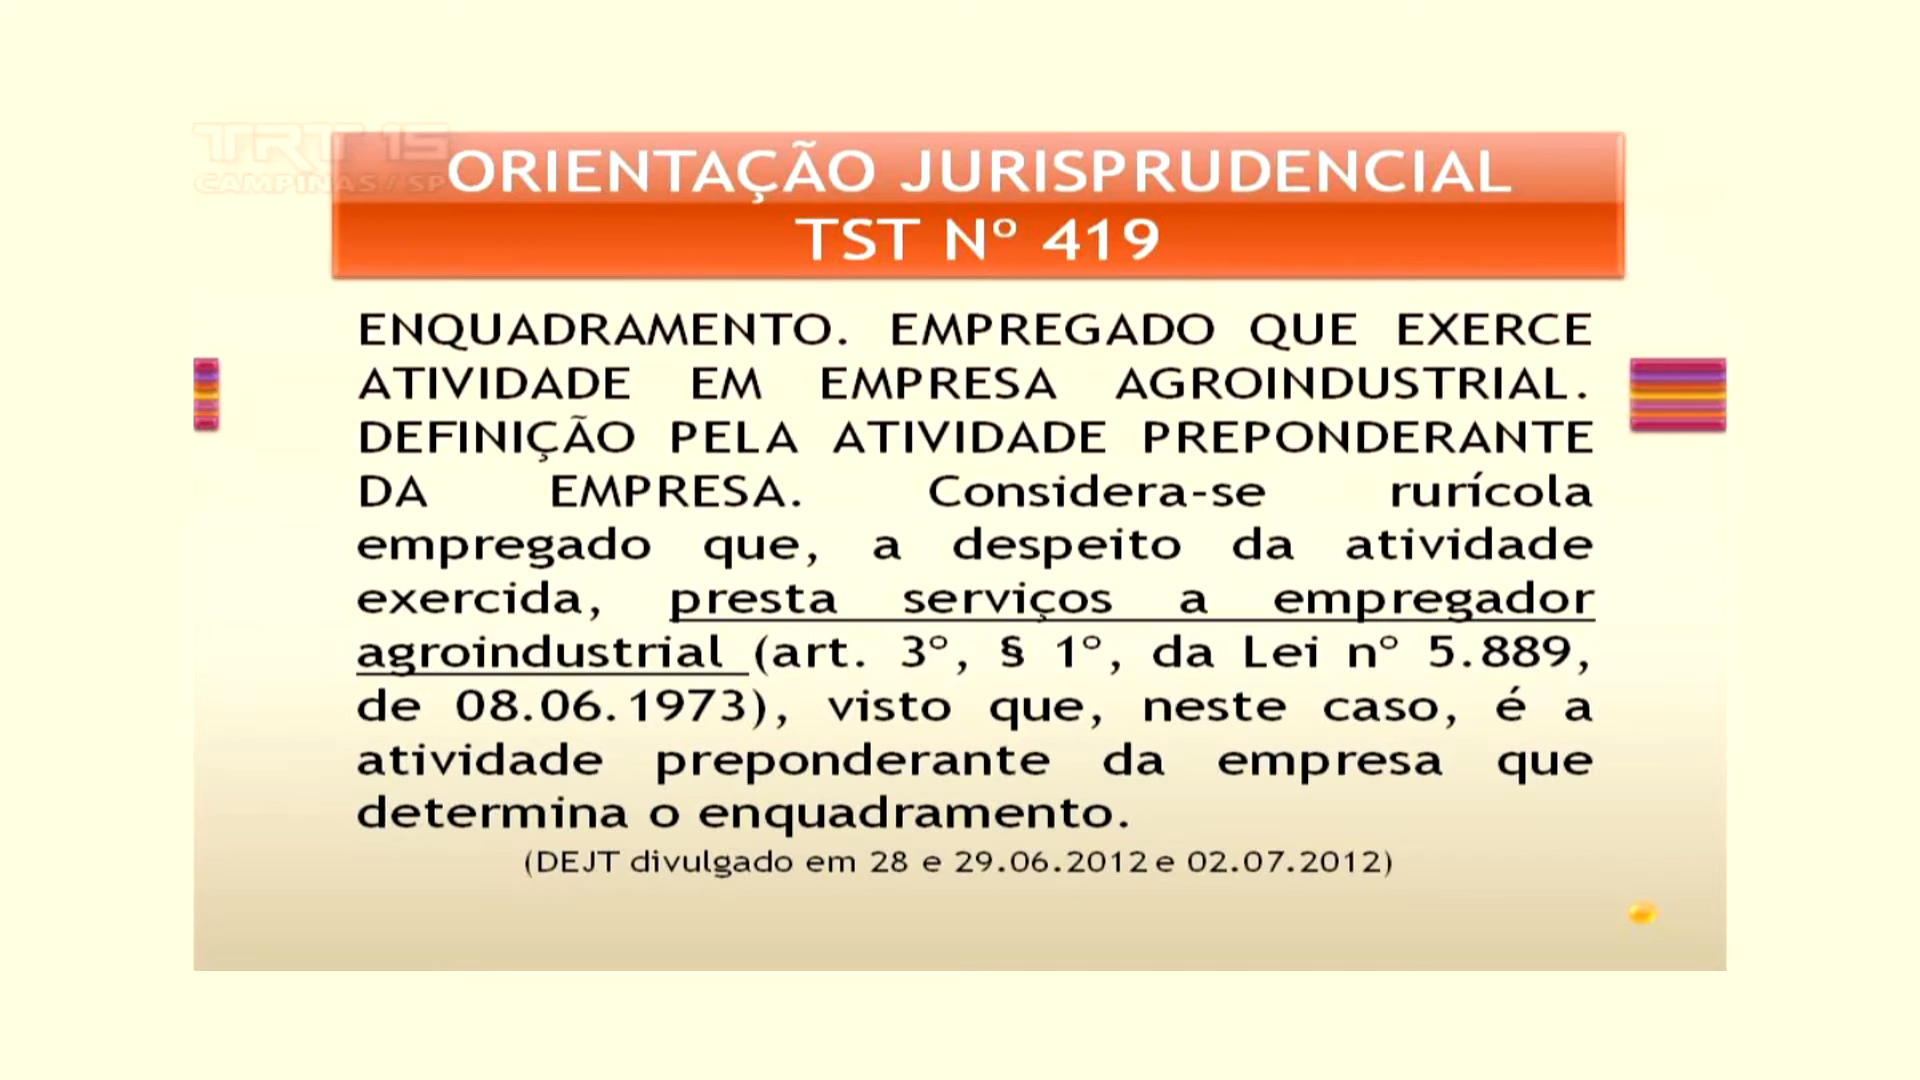 TRT 15
CAMPINAS / SP
ORIENTAÇÃO JURISPRUDENCIAL
TST Nº 419
ENQUADRAMENTO. EMPREGADO QUE EXERCE
ATIVIDADE EM EMPRESA AGROINDUSTRIAL.
DEFINIÇÃO PELA ATIVIDADE PREPONDERANTE
DA EMPRESA. Considera-se rurícola
empregado que, a despeito da atividade
exercida, presta serviços a empregador
agroindustrial (art. 3º, § 1º, da Lei nº 5.889,
de 08.06.1973), visto que, neste caso, é a
atividade preponderante da empresa que
determina o enquadramento.
(DEJT divulgado em 28 e 29.06.2012 e 02.07.2012)